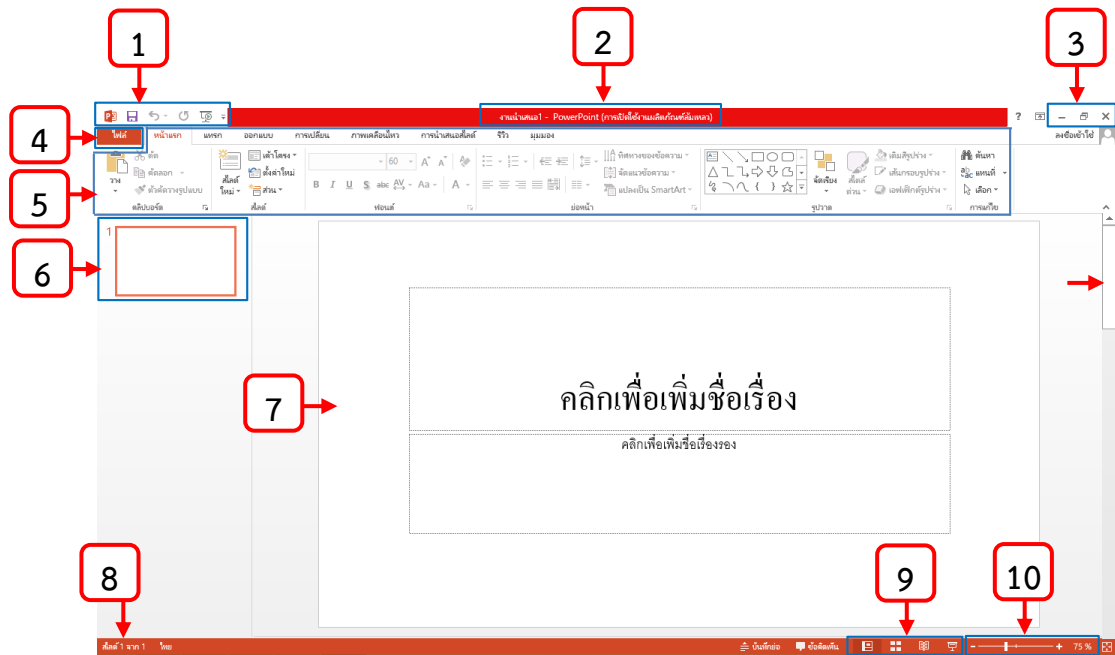 1
2
3
งานนำเสนอ1 - PowerPoint (การเปิดใช้งานผลิตภัณฑ์ล้มเหลว)
?
4
ไฟล์ หน้าแรก แทรก ออกแบบ การเปลี่ยน ภาพเคลื่อนไหว การนำเสนอสไลด์ รีวิว มุมมอง ลงชื่อเข้าใช้
5
วาง
ตัด
คัดลอก
ตัวคัดวางรูปแบบ
คลิปบอร์ด
สไลด์
ใหม่
เค้าโครง
ตั้งค่าใหม่
ส่วน
สไลด์
60 A A
B I U S abc AV Aa A
ฟอนต์
ทิศทางของข้อความ
จัดแนวข้อความ
แปลงเป็น SmartArt
ย่อหน้า
จัดเรียง
สไตล์
ด่วน
เติมสีรูปร่าง
เส้นกรอบรูปร่าง
เอฟเฟ็กต์รูปร่าง
รูปวาด
ค้นหา
แทนที่
เลือก
การแก้ไข
6
1
7
คลิกเพื่อเพิ่มชื่อเรื่อง
คลิกเพื่อเพิ่มชื่อเรื่องรอง
8
9
10
สไลด์ 1 จาก 1 ไทย บันทึกย่อ ข้อคิดเห็น - + 75 %